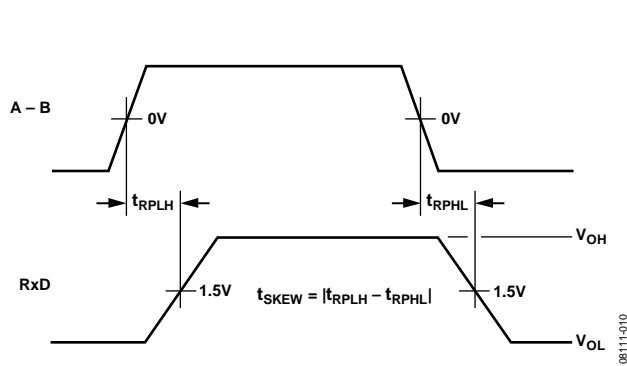 A – B
0V
0V
tRPLH
tRPHL
VOH
RxD
1.5V
tSKEW = |tRPLH – tRPHL|
1.5V
VOL
08111-010